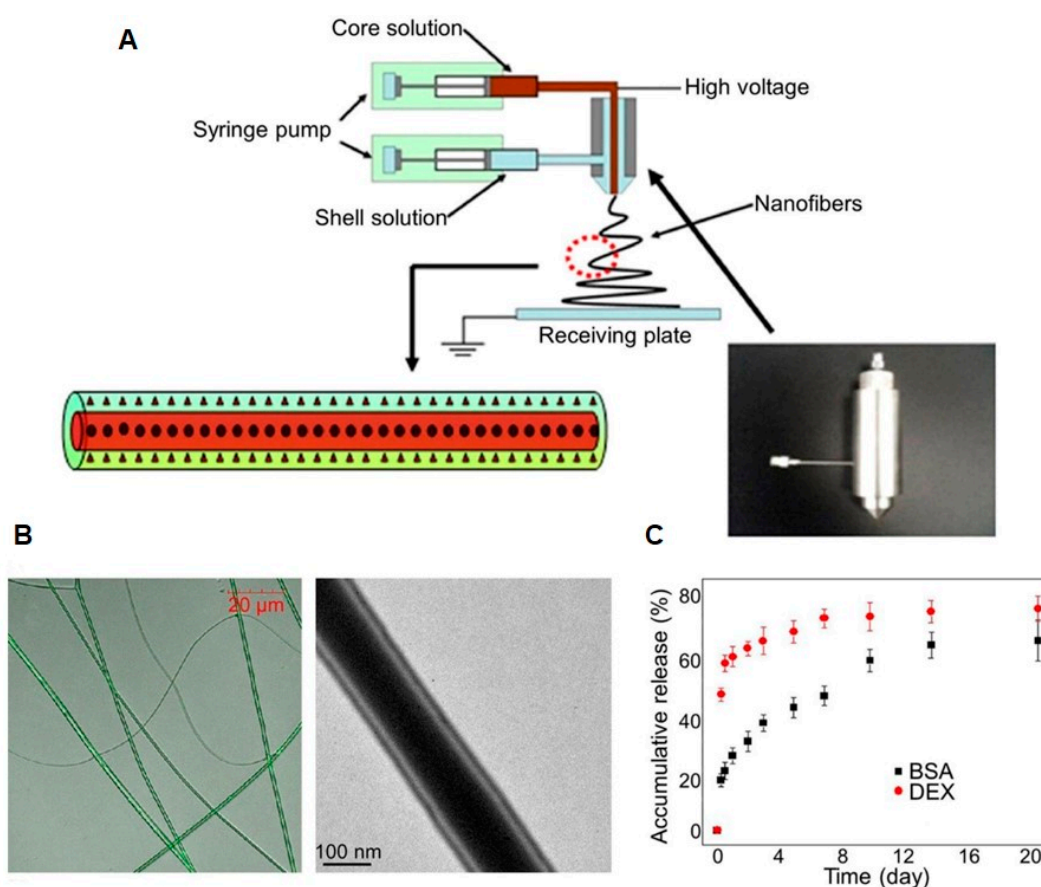 A
Core solution
High voltage
Syringe pump
Shell solution
Nanofibers
Receiving plate
B
20 µm
100 nm
C
Accumulative release (%)
80
60
40
20
0
BSA
DEX
0 4 8 12 16 20
Time (day)